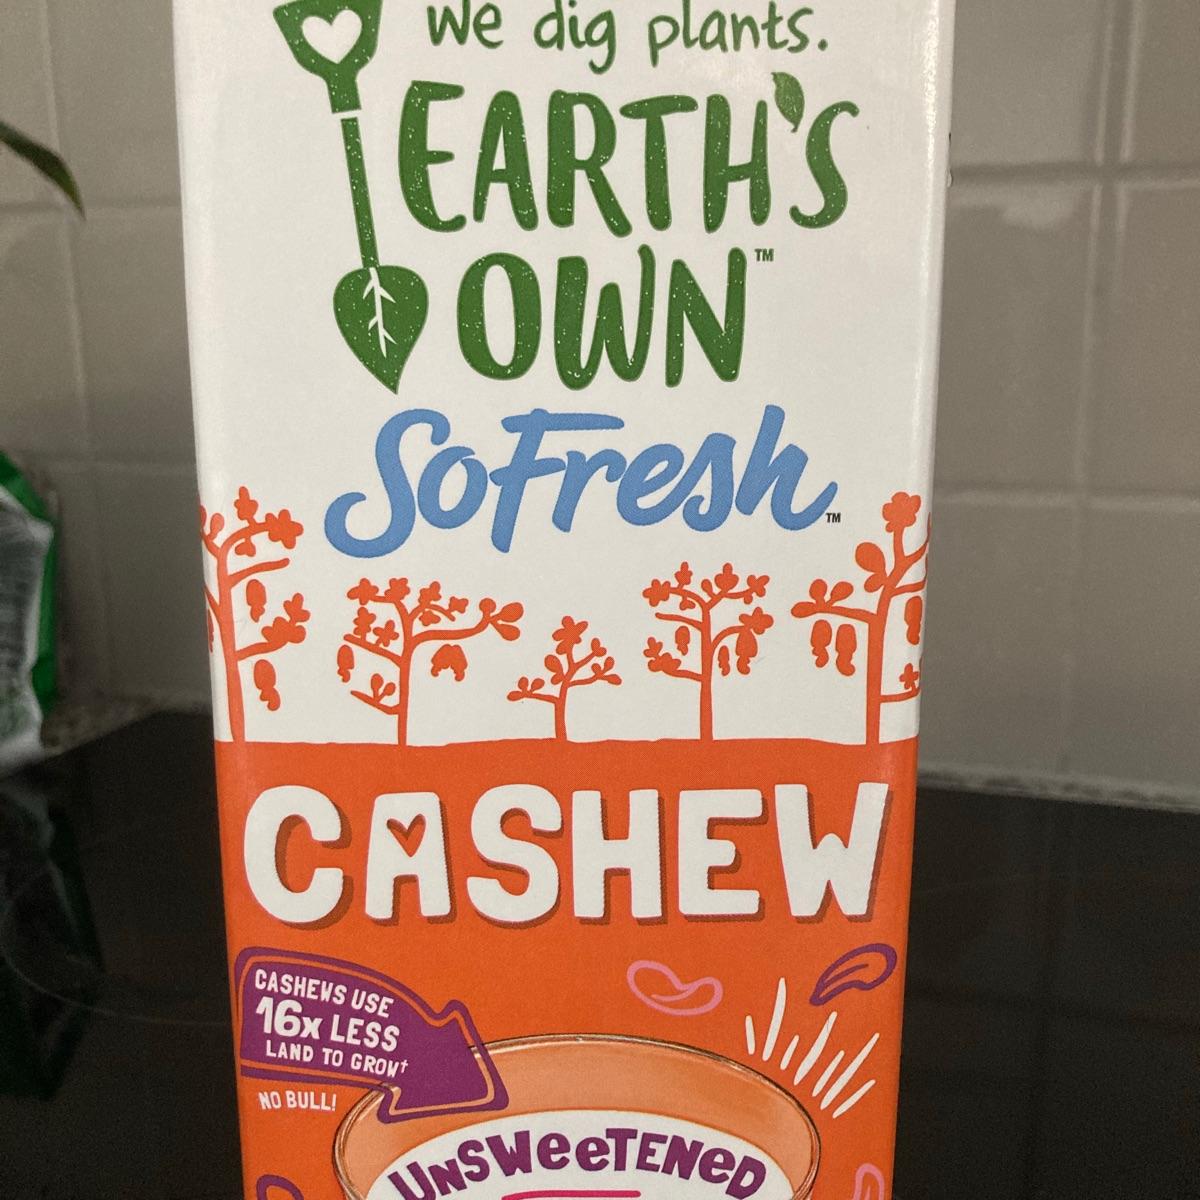 We dig plants.
EARTH'S
OWN™
SoFresh™
CASHEW
CASHEWS USE
16x LESS
LAND TO GROW†
NO BULL!
UNSWeeTENeD